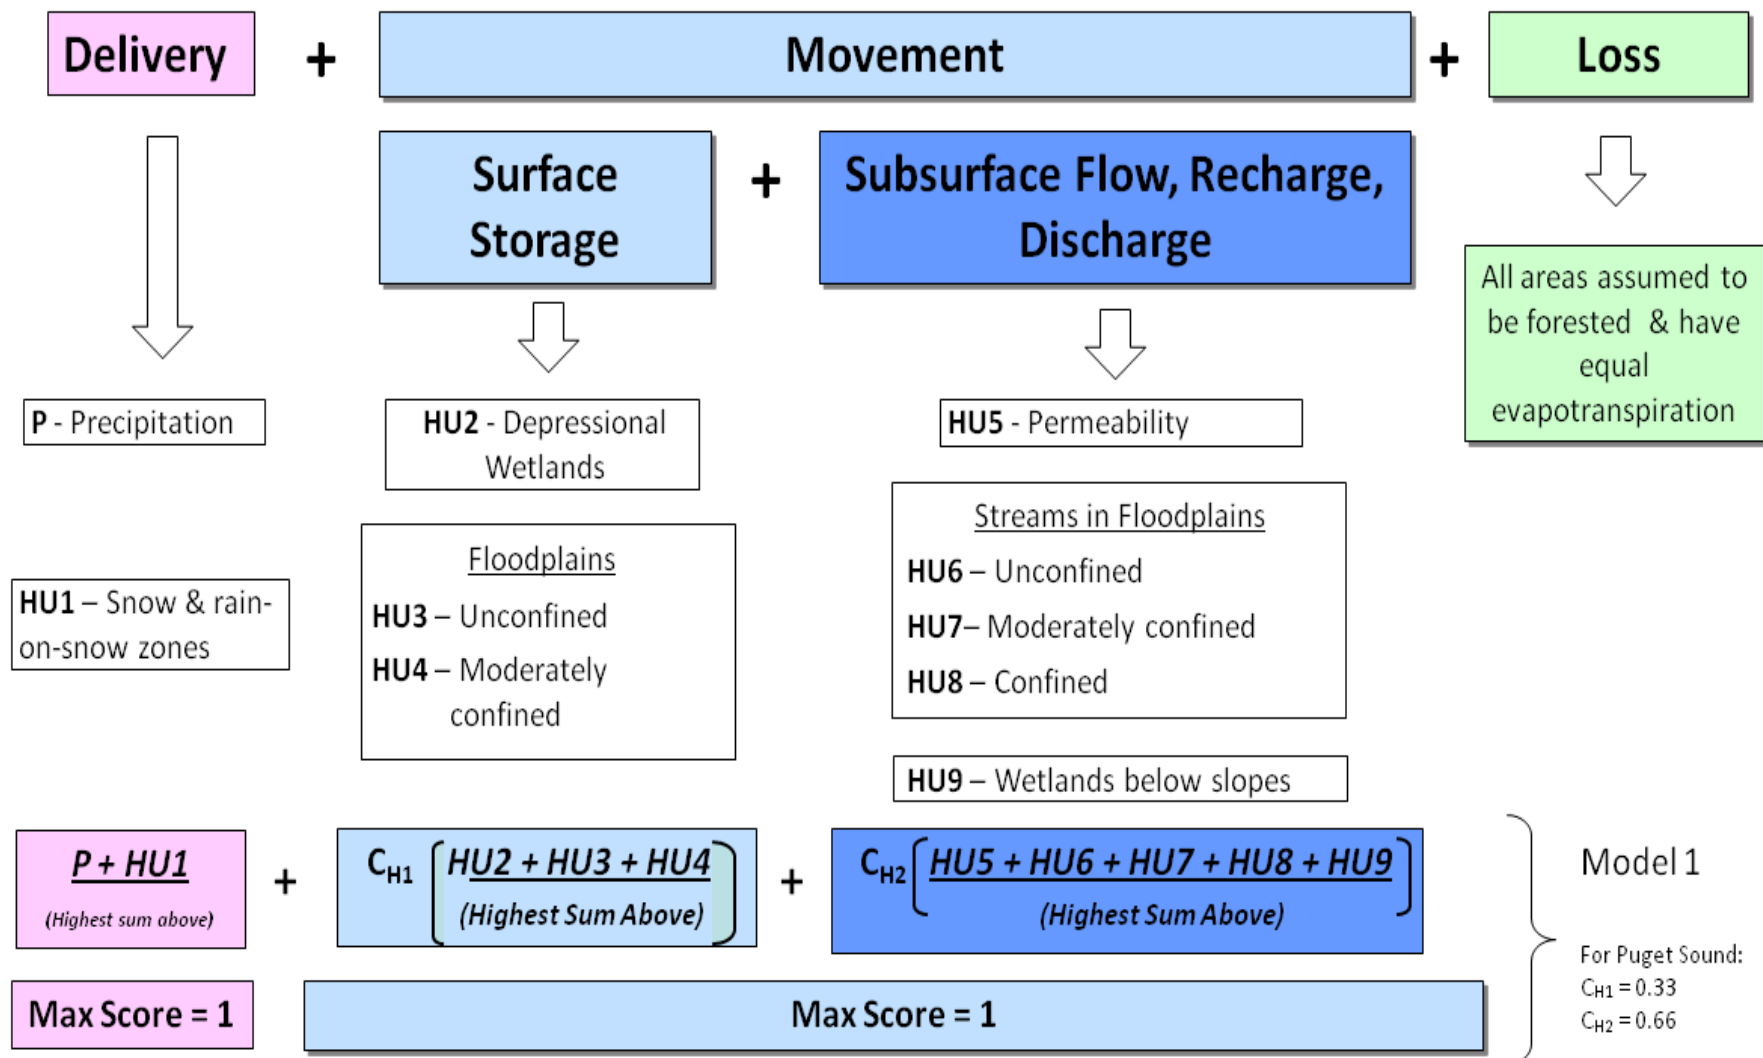 Delivery + Movement + Loss
Surface
Storage
+
Subsurface Flow, Recharge,
Discharge
All areas assumed to
be forested & have
equal
evapotranspiration
P - Precipitation
HU1 – Snow & rain-
on-snow zones
HU2 - Depressional
Wetlands
Floodplains
HU3 – Unconfined
HU4 – Moderately
confined
HU5 - Permeability
Streams in Floodplains
HU6 – Unconfined
HU7– Moderately confined
HU8 – Confined
HU9 – Wetlands below slopes
P + HU1
(Highest sum above)
+
CH1 (HU2 + HU3 + HU4)
(Highest Sum Above)
+
CH2 (HU5 + HU6 + HU7 + HU8 + HU9)
(Highest Sum Above)
Model 1
For Puget Sound:
CH1 = 0.33
CH2 = 0.66
Max Score = 1
Max Score = 1